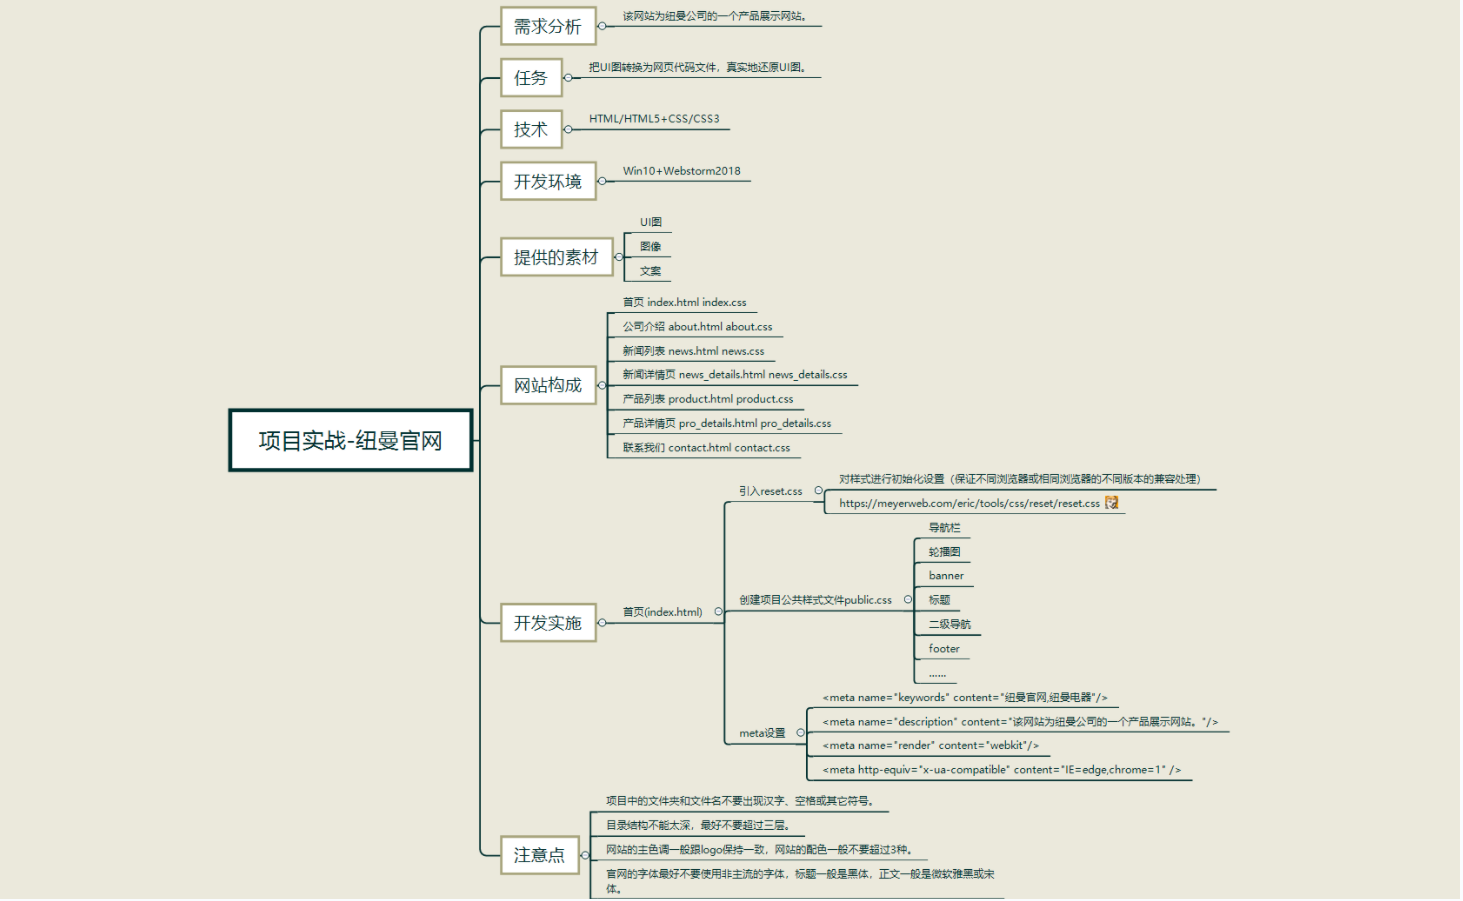 项目实战-纽曼官网
需求分析
该网站为纽曼公司的一个产品展示网站。
任务
把UI图转换为网页代码文件，真实地还原UI图。
技术
HTML/HTML5+CSS/CSS3
开发环境
Win10+Webstorm2018
提供的素材
UI图
图像
文案
网站构成
首页 index.html index.css
公司介绍 about.html about.css
新闻列表 news.html news.css
新闻详情页 news_details.html news_details.css
产品列表 product.html product.css
产品详情页 pro_details.html pro_details.css
联系我们 contact.html contact.css
开发实施
首页(index.html)
引入reset.css
对样式进行初始化设置（保证不同浏览器或相同浏览器的不同版本的兼容处理）
https://meyerweb.com/eric/tools/css/reset/reset.css
创建项目公共样式文件public.css
导航栏
轮播图
banner
标题
二级导航
footer
......
meta设置
<meta name="keywords" content="纽曼官网,纽曼电器"/>
<meta name="description" content="该网站为纽曼公司的一个产品展示网站。"/>
<meta name="render" content="webkit"/>
<meta http-equiv="x-ua-compatible" content="IE=edge,chrome=1" />
注意点
项目中的文件夹和文件名不要出现汉字、空格或其它符号。
目录结构不能太深，最好不要超过三层。
网站的主色调一般跟logo保持一致，网站的配色一般不要超过3种。
官网的字体最好不要使用非主流的字体，标题一般是黑体，正文一般是微软雅黑或宋
体。